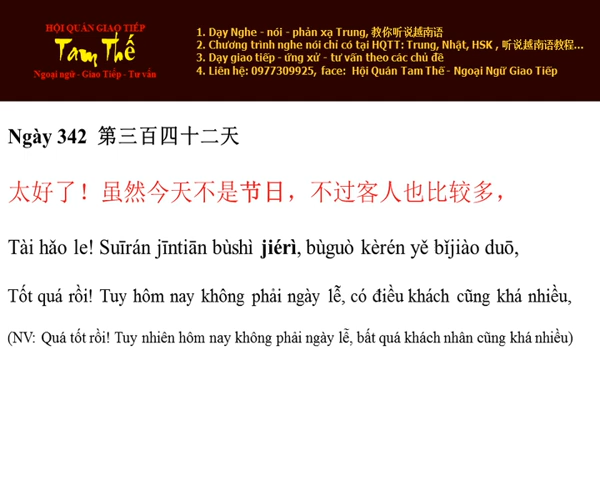 HỘI QUÁN GIAO TIẾP
Tam Thế
Ngoại ngữ - Giao Tiếp - Tư vấn
1. Dạy Nghe - nói - phản xạ Trung, 教你听说越南语
2. Chương trình nghe nói chỉ có tại HQTT: Trung, Nhật, HSK , 听说越南语教程...
3. Dạy giao tiếp - ứng xử - tư vấn theo các chủ đề
4. Liên hệ: 0977309925, face: Hội Quán Tam Thế - Ngoại Ngữ Giao Tiếp
Ngày 342 第三百四十二天
太好了！虽然今天不是节日，不过客人也比较多，
Tài hǎo le! Suīrán jīntiān bùshì jiérì, bùguò kèrén yě bǐjiào duō,
Tốt quá rồi! Tuy hôm nay không phải ngày lễ, có điều khách cũng khá nhiều,
(NV: Quá tốt rồi! Tuy nhiên hôm nay không phải ngày lễ, bất quá khách nhân cũng khá nhiều)